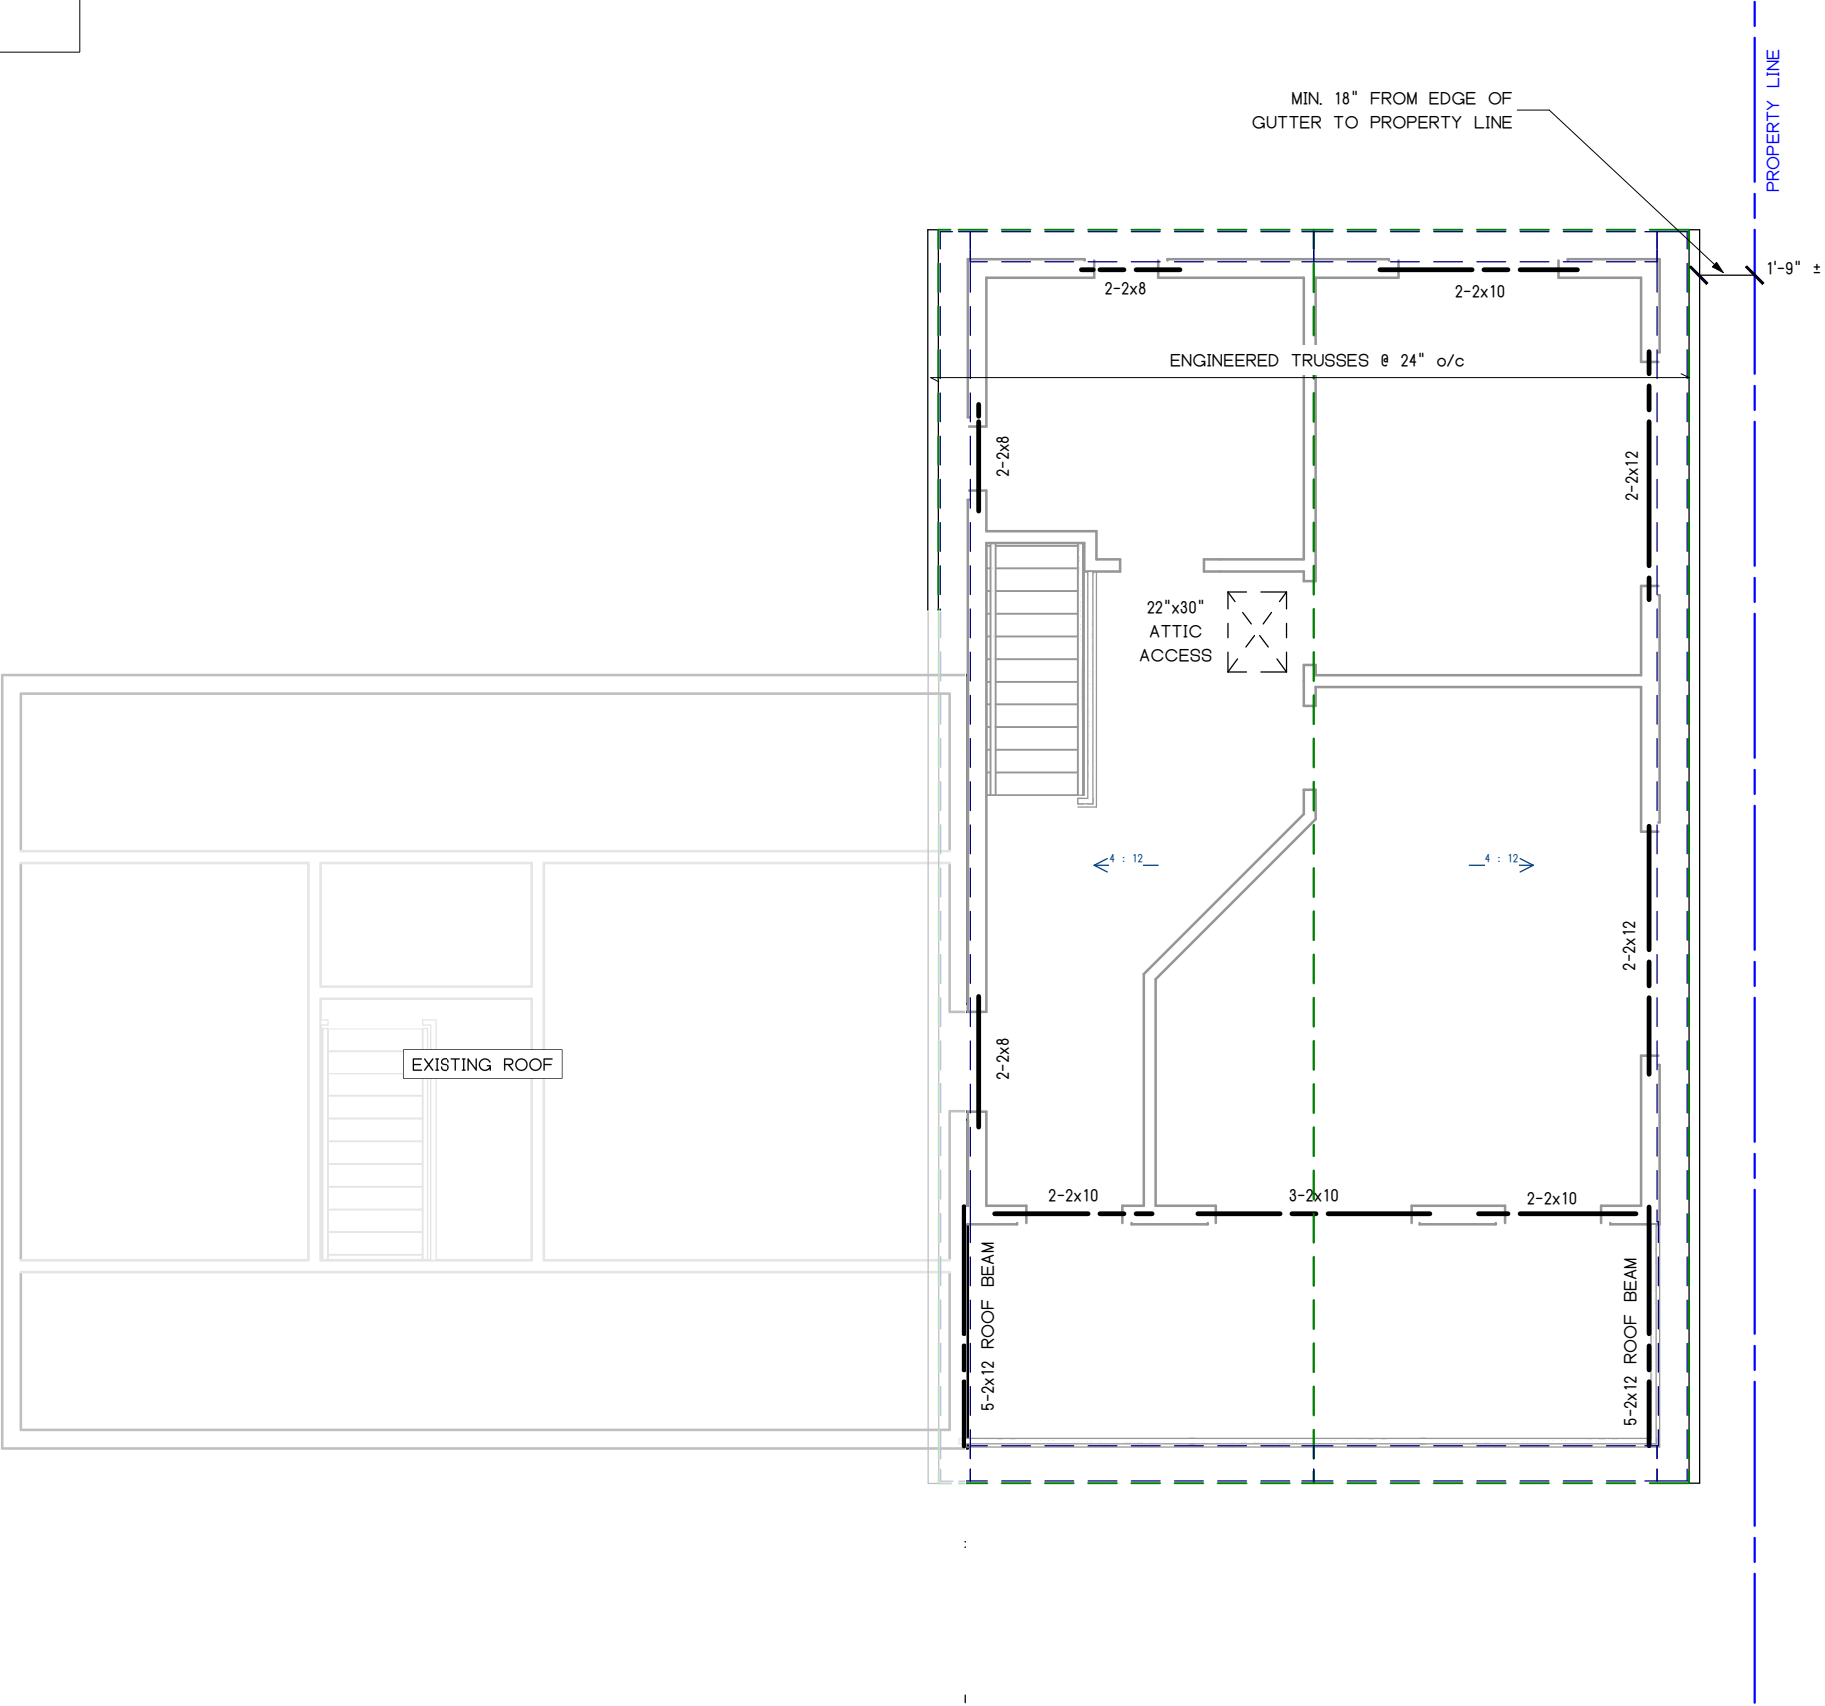 PROPERTY LINE
MIN. 18" FROM EDGE OF
GUTTER TO PROPERTY LINE
1'-9" ±
2-2x8
2-2x10
ENGINEERED TRUSSES @ 24" o/c
2-2x8
2-2x12
22"x30"
ATTIC
ACCESS
4 : 12
4 : 12
2-2x12
2-2x8
EXISTING ROOF
2-2x10
3-2x10
2-2x10
5-2x12 ROOF BEAM
5-2x12 ROOF BEAM